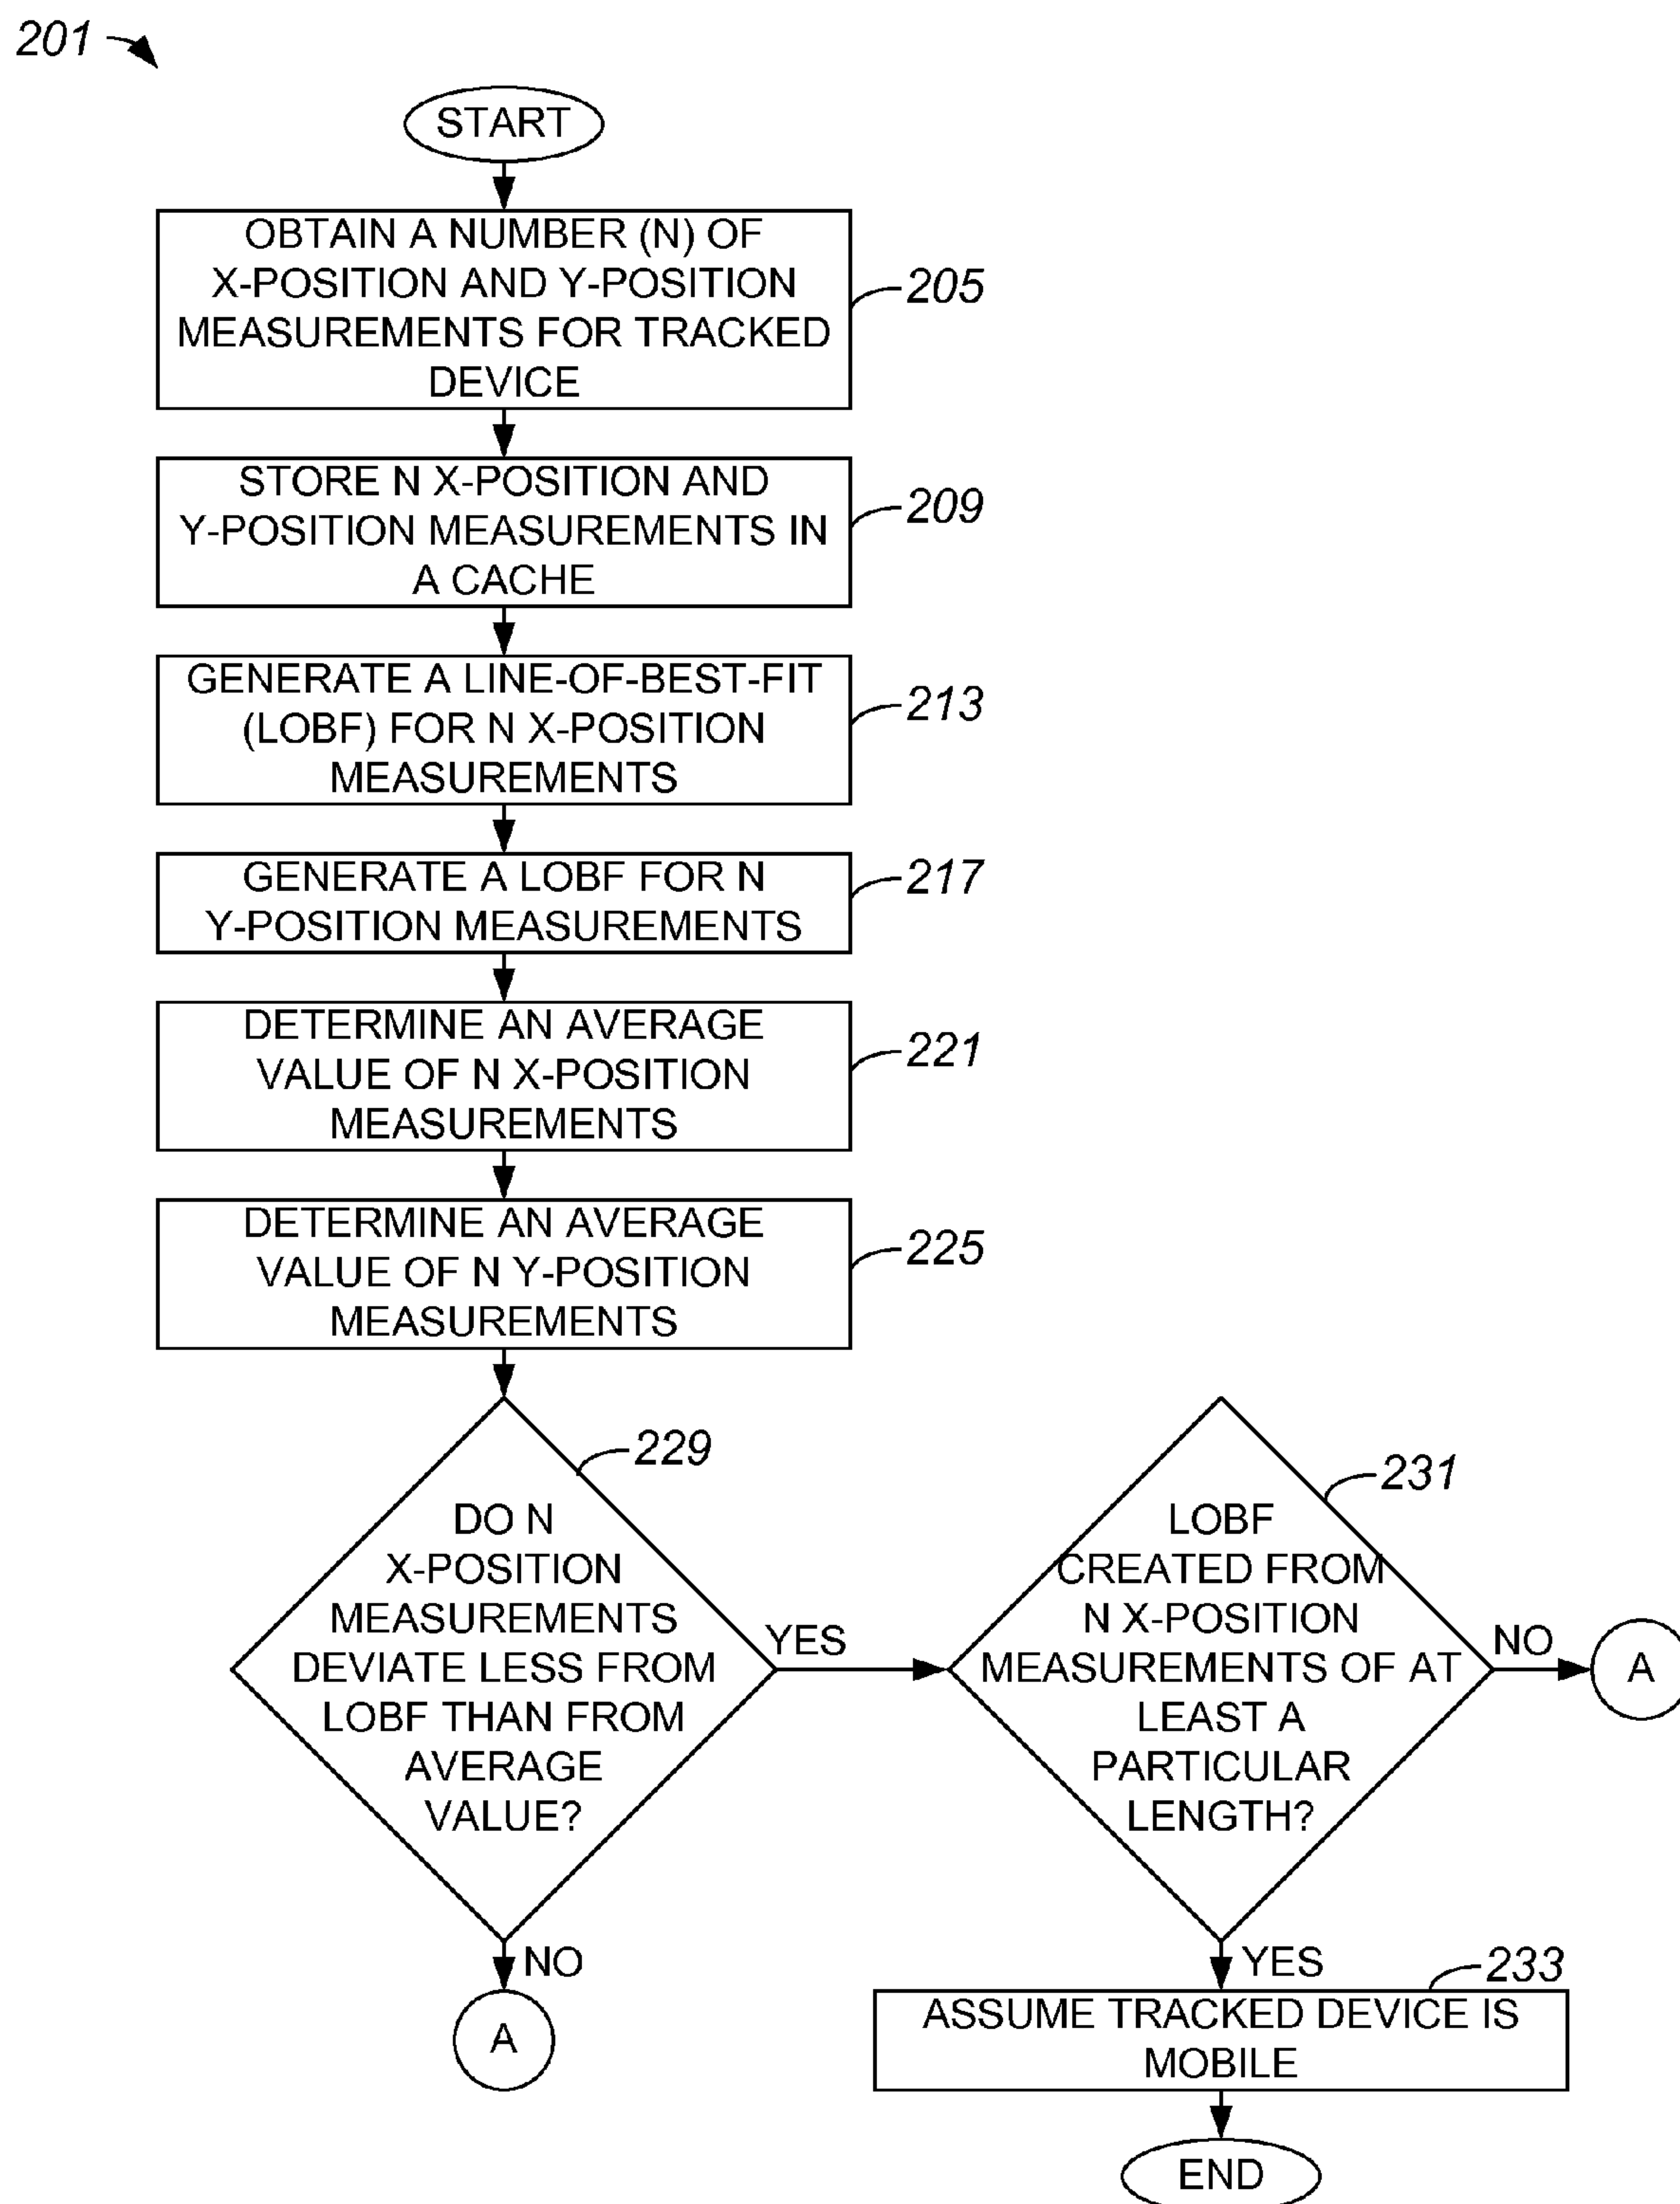 201
START
OBTAIN A NUMBER (N) OF
X-POSITION AND Y-POSITION
MEASUREMENTS FOR TRACKED
DEVICE
205
STORE N X-POSITION AND
Y-POSITION MEASUREMENTS IN
A CACHE
209
GENERATE A LINE-OF-BEST-FIT
(LOBF) FOR N X-POSITION
MEASUREMENTS
213
GENERATE A LOBF FOR N
Y-POSITION MEASUREMENTS
217
DETERMINE AN AVERAGE
VALUE OF N X-POSITION
MEASUREMENTS
221
DETERMINE AN AVERAGE
VALUE OF N Y-POSITION
MEASUREMENTS
225
DO N
X-POSITION
MEASUREMENTS
DEVIATE LESS FROM
LOBF THAN FROM
AVERAGE
VALUE?
229
YES
NO
A
LOBF
CREATED FROM
N X-POSITION
MEASUREMENTS OF AT
LEAST A
PARTICULAR
LENGTH?
231
NO
A
YES
233
ASSUME TRACKED DEVICE IS
MOBILE
END